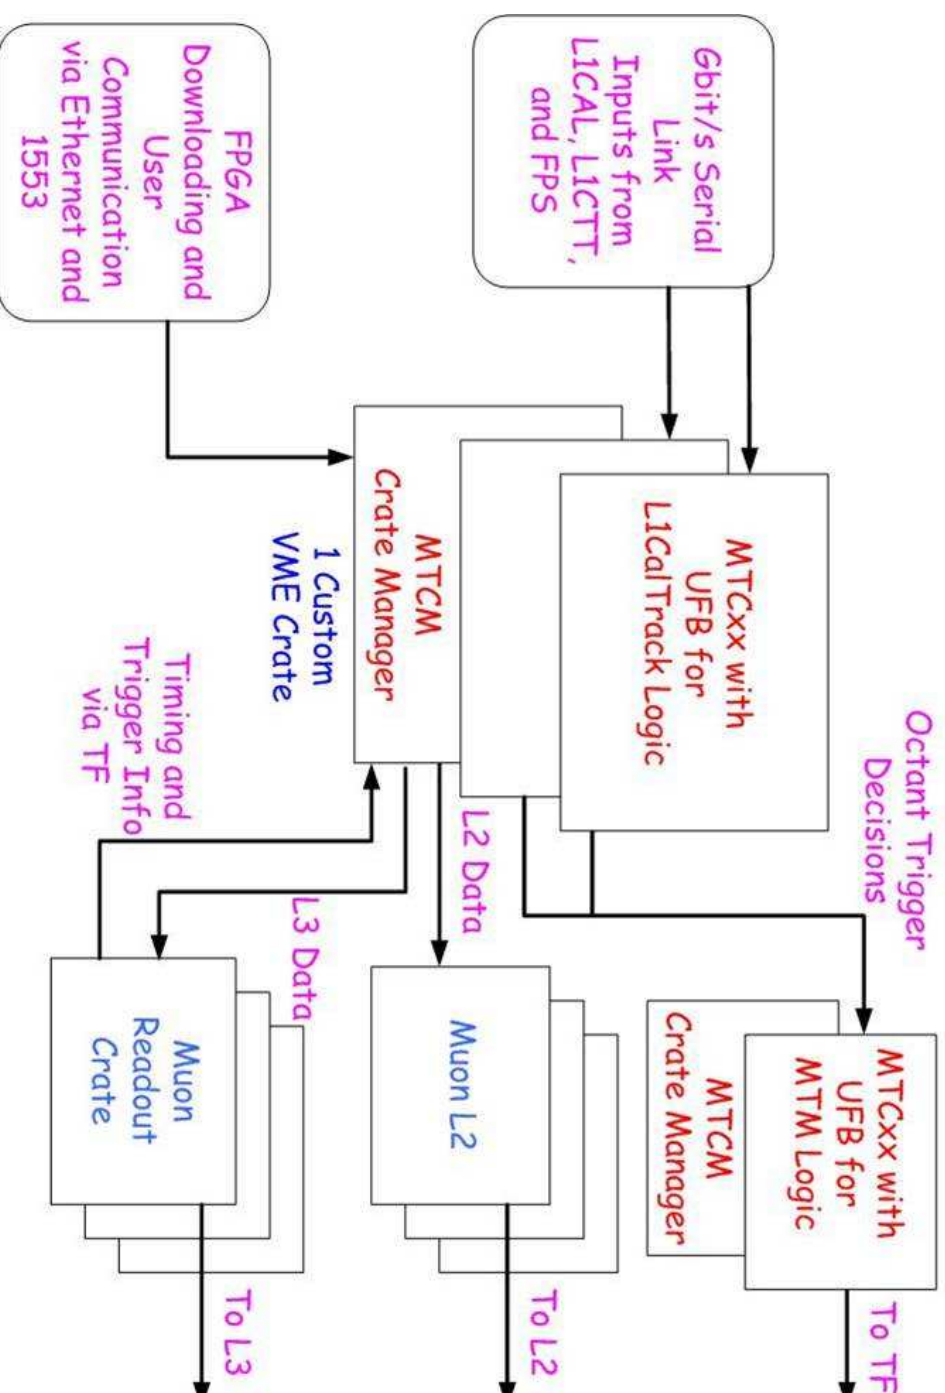 Gbit/s Serial
Link
Inputs from
L1CAL, L1CTT,
and FPS
FPGA
Downloading and
User
Communication
via Ethernet and
1553
MTCxx with
UFB for
L1CalTrack Logic
MTCM
Crate Manager
1 Custom
VME Crate
Octant Trigger
Decisions
L2 Data
L3 Data
Timing and
Trigger Info
via TF
MTCxx with
UFB for
MTM Logic
MTCM
Crate Manager
Muon L2
Muon
Readout
Crate
To TF
To L2
To L3